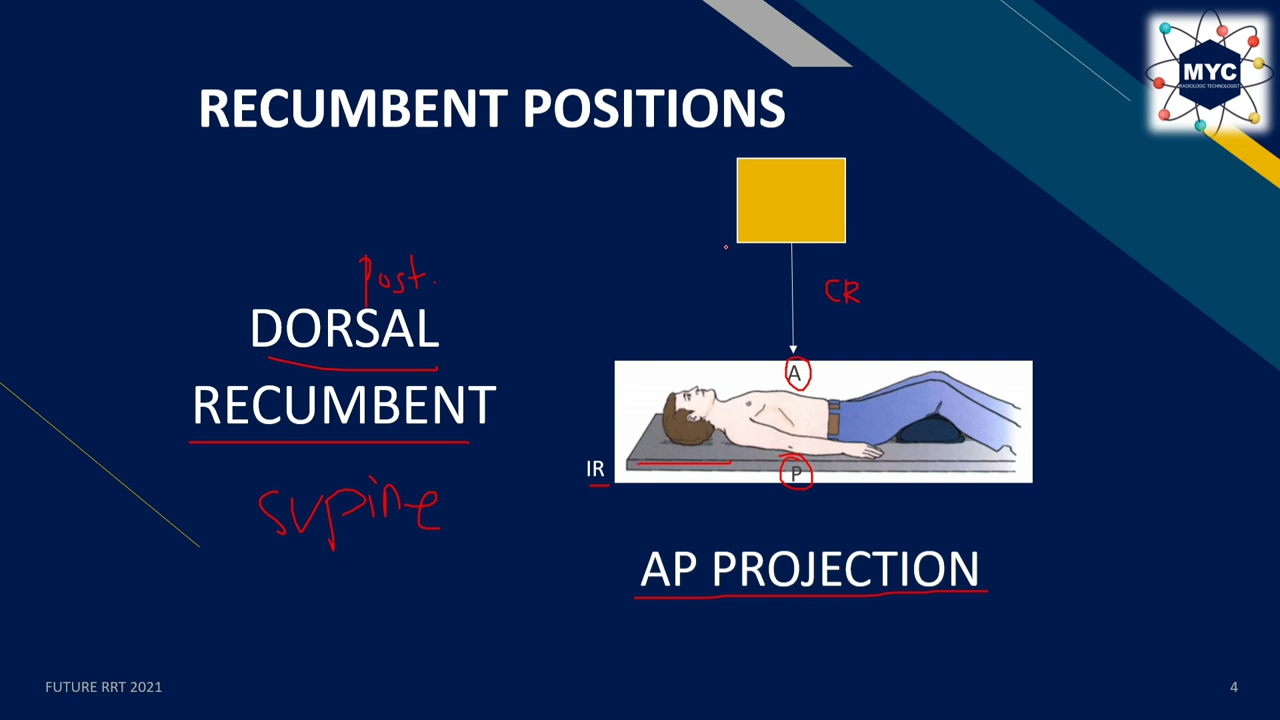 MYC
RADIOLOGIC TECHNOLOGIST
RECUMBENT POSITIONS
post.
DORSAL
RECUMBENT
supine
CR
A
P
IR
AP PROJECTION
FUTURE RRT 2021
4